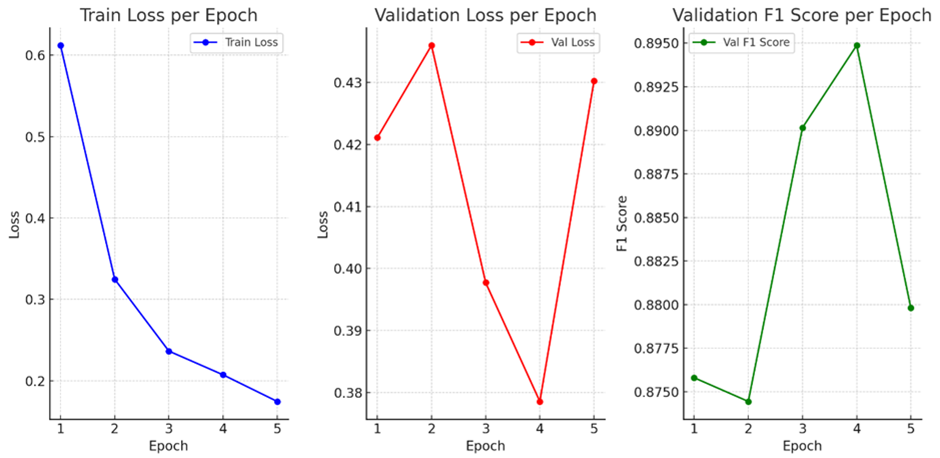 Train Loss per Epoch
Train Loss
0.6
0.5
0.4
0.3
0.2
Loss
1 2 3 4 5
Epoch
Validation Loss per Epoch
Val Loss
0.43
0.42
0.41
0.40
0.39
0.38
Loss
1 2 3 4 5
Epoch
Validation F1 Score per Epoch
Val F1 Score
0.8950
0.8925
0.8900
0.8875
0.8850
0.8825
0.8800
0.8775
0.8750
F1 Score
1 2 3 4 5
Epoch